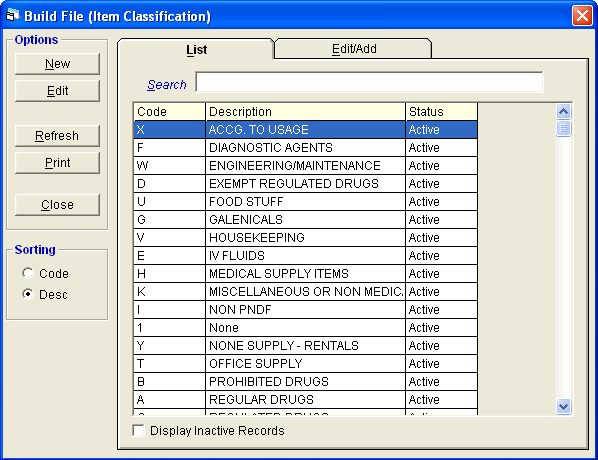 Build File (Item Classification)
Options
New
Edit
Refresh
Print
Close
Sorting
Code
Desc
List
Edit/Add
Search
Code Description Status
X ACCG. TO USAGE Active
F DIAGNOSTIC AGENTS Active
W ENGINEERING/MAINTENANCE Active
D EXEMPT REGULATED DRUGS Active
U FOOD STUFF Active
G GALENICALS Active
V HOUSEKEEPING Active
E IV FLUIDS Active
H MEDICAL SUPPLY ITEMS Active
K MISCELLANEOUS OR NON MEDIC. Active
I NON PNDF Active
1 None Active
Y NONE SUPPLY - RENTALS Active
T OFFICE SUPPLY Active
B PROHIBITED DRUGS Active
A REGULAR DRUGS Active
REGULATED DRUGS Active
Display Inactive Records